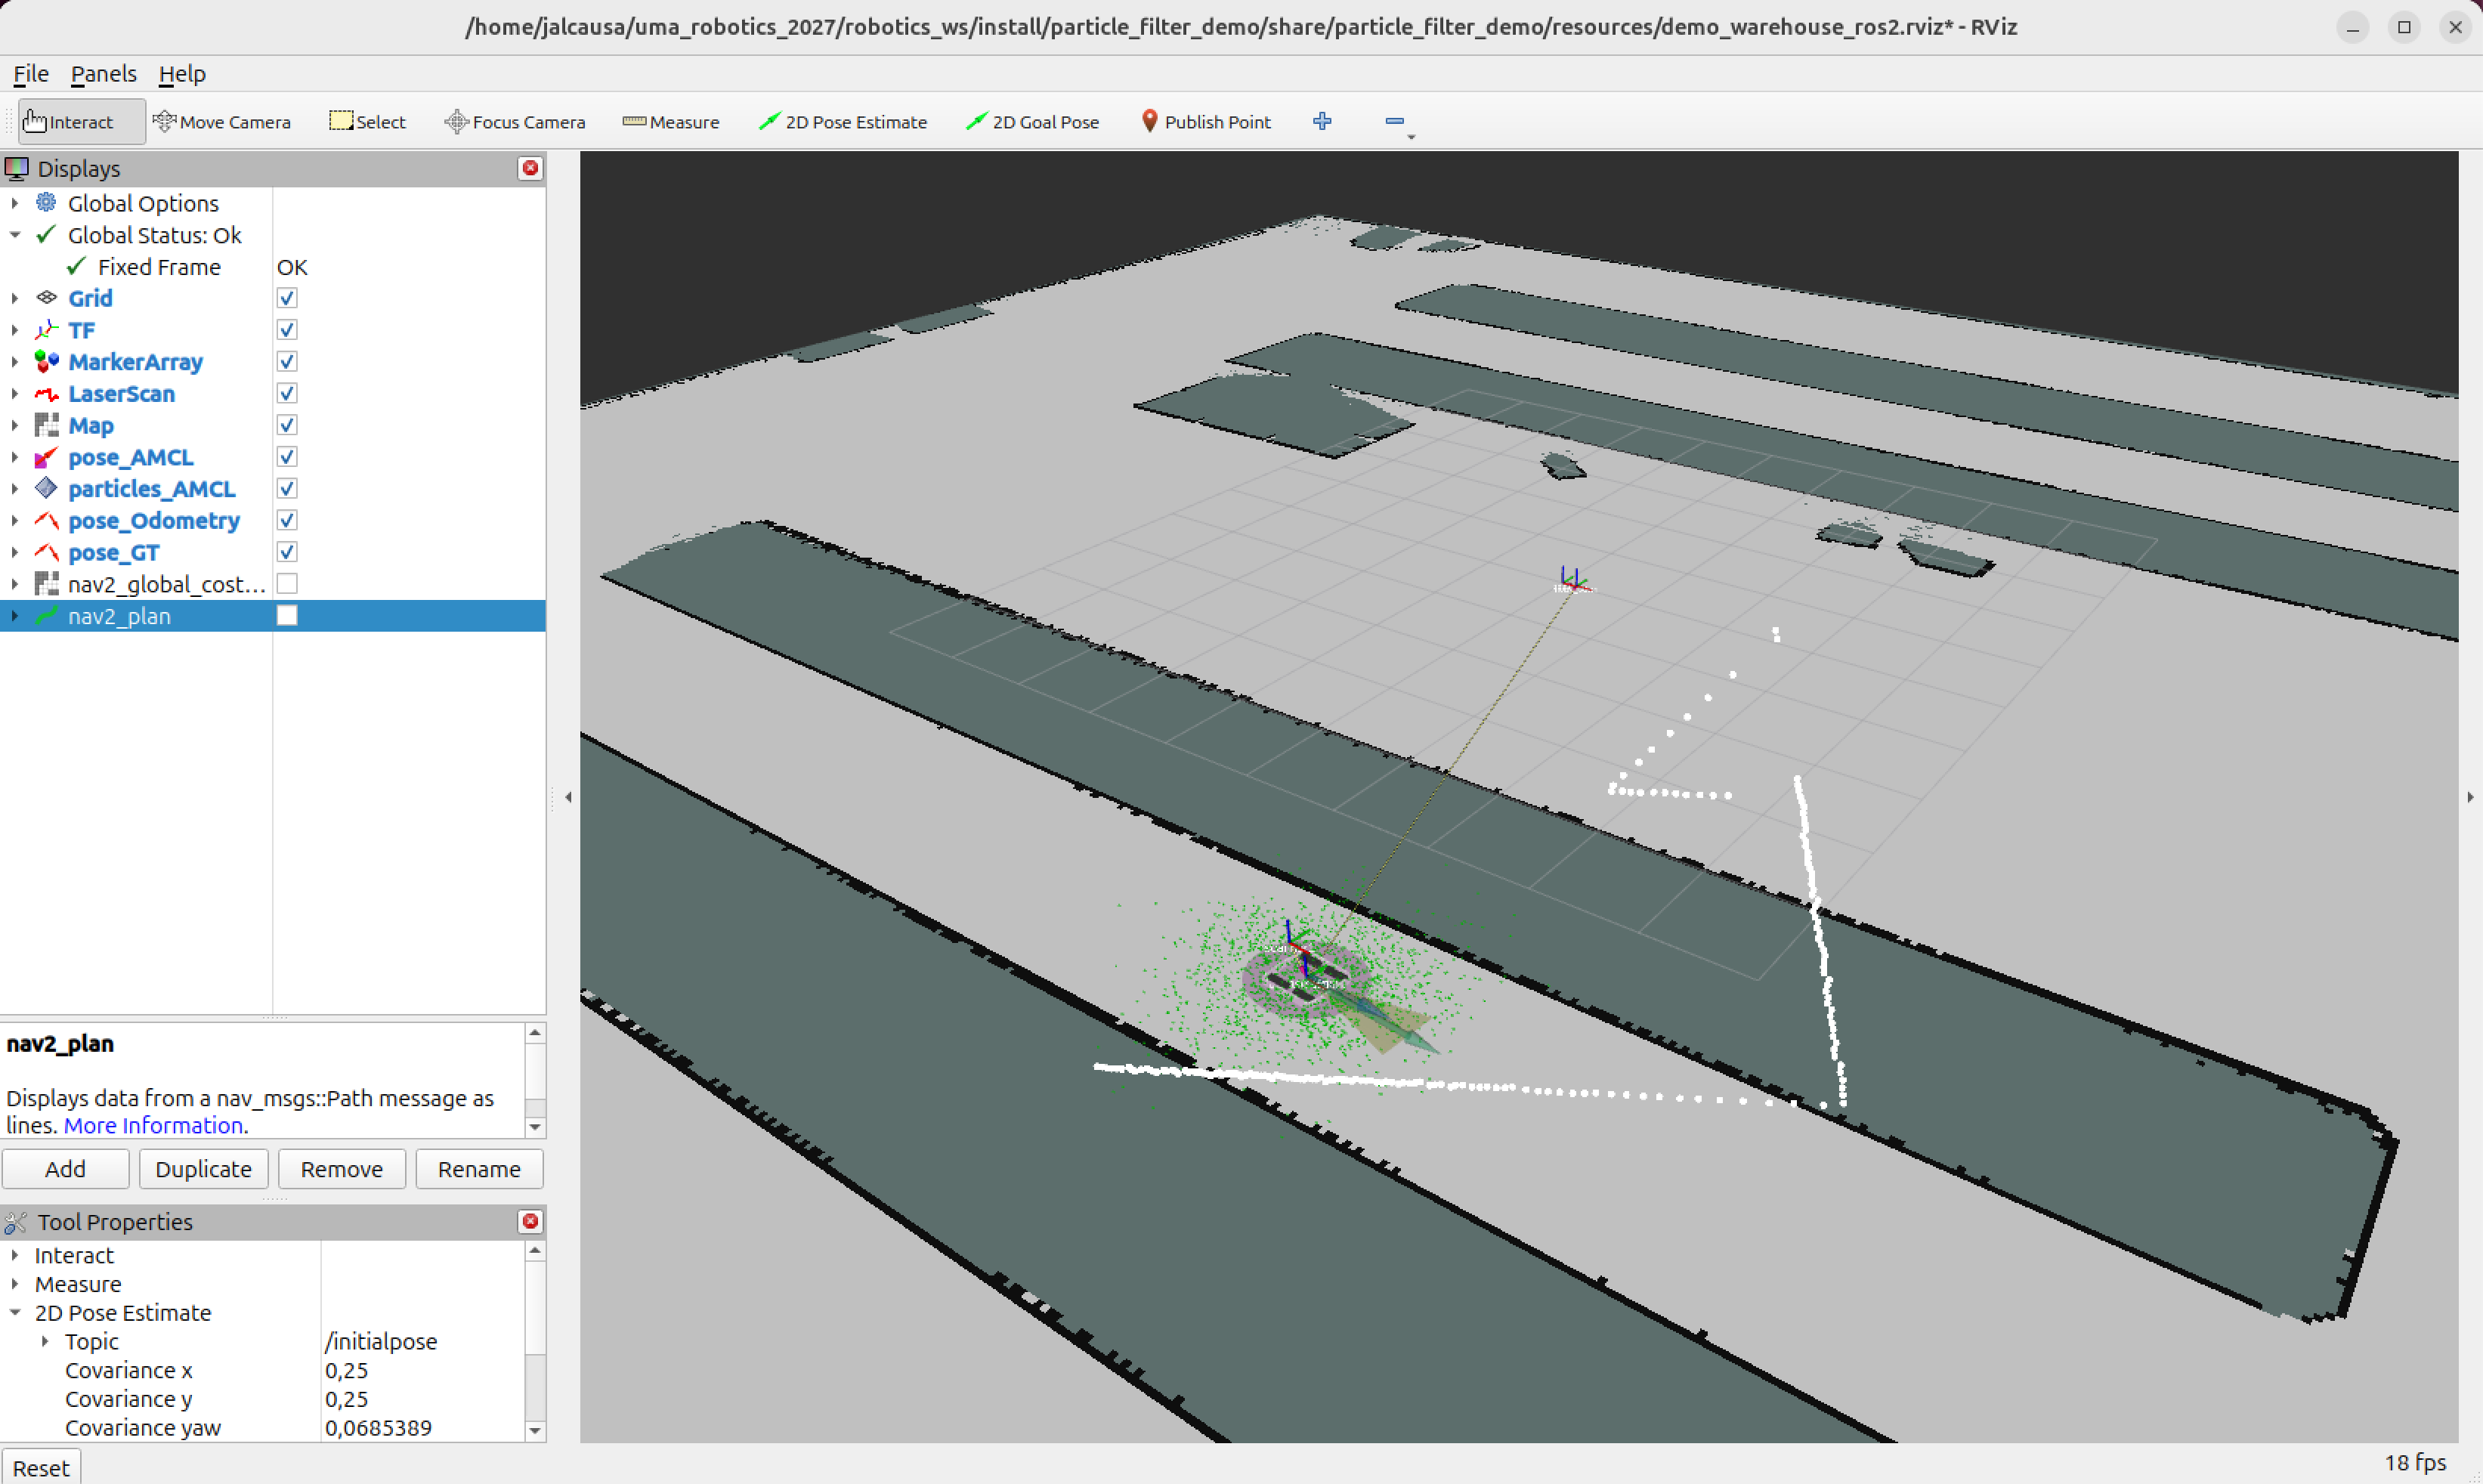 /home/jalcausa/uma_robotics_2027/robotics_ws/install/particle_filter_demo/share/particle_filter_demo/resources/demo_warehouse_ros2.rviz* - RViz
File Panels Help
Interact Move Camera Select Focus Camera Measure 2D Pose Estimate 2D Goal Pose Publish Point
Displays
Global Options
Global Status: Ok
Fixed Frame OK
Grid
TF
MarkerArray
LaserScan
Map
pose_AMCL
particles_AMCL
pose_Odometry
pose_GT
nav2_global_cost...
nav2_plan
nav2_plan
Displays data from a nav_msgs::Path message as
lines. More Information.
Add Duplicate Remove Rename
Tool Properties
Interact
Measure
2D Pose Estimate
Topic /initialpose
Covariance x 0,25
Covariance y 0,25
Covariance yaw 0,0685389
Reset
18 fps